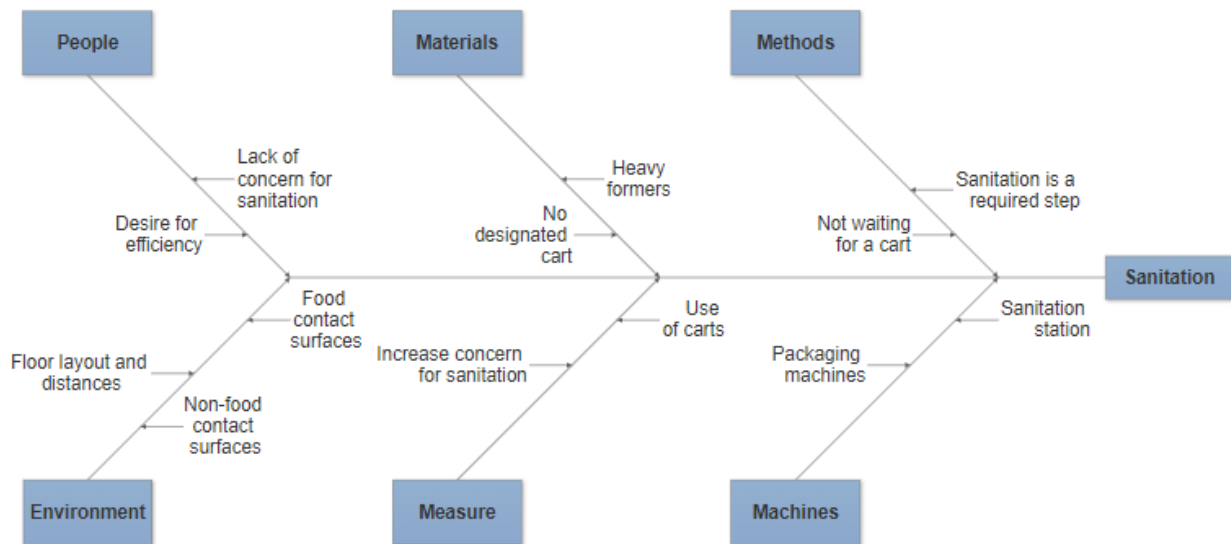 People
Materials
Methods
Lack of
concern for
sanitation
Desire for
efficiency
Heavy
formers
No
designated
cart
Sanitation is a
required step
Not waiting
for a cart
Sanitation
Food
contact
surfaces
Floor layout and
distances
Non-food
contact
surfaces
Use
of carts
Increase concern
for sanitation
Sanitation
station
Packaging
machines
Environment
Measure
Machines